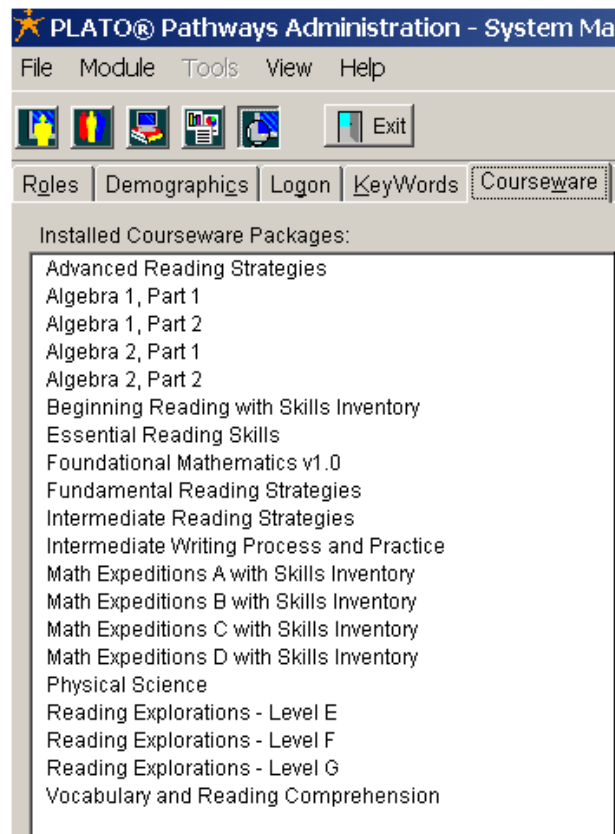 PLATO® Pathways Administration - System Ma
File Module Tools View Help
Exit
Roles Demographics Logon KeyWords Courseware
Installed Courseware Packages:
Advanced Reading Strategies
Algebra 1, Part 1
Algebra 1, Part 2
Algebra 2, Part 1
Algebra 2, Part 2
Beginning Reading with Skills Inventory
Essential Reading Skills
Foundational Mathematics v1.0
Fundamental Reading Strategies
Intermediate Reading Strategies
Intermediate Writing Process and Practice
Math Expeditions A with Skills Inventory
Math Expeditions B with Skills Inventory
Math Expeditions C with Skills Inventory
Math Expeditions D with Skills Inventory
Physical Science
Reading Explorations - Level E
Reading Explorations - Level F
Reading Explorations - Level G
Vocabulary and Reading Comprehension